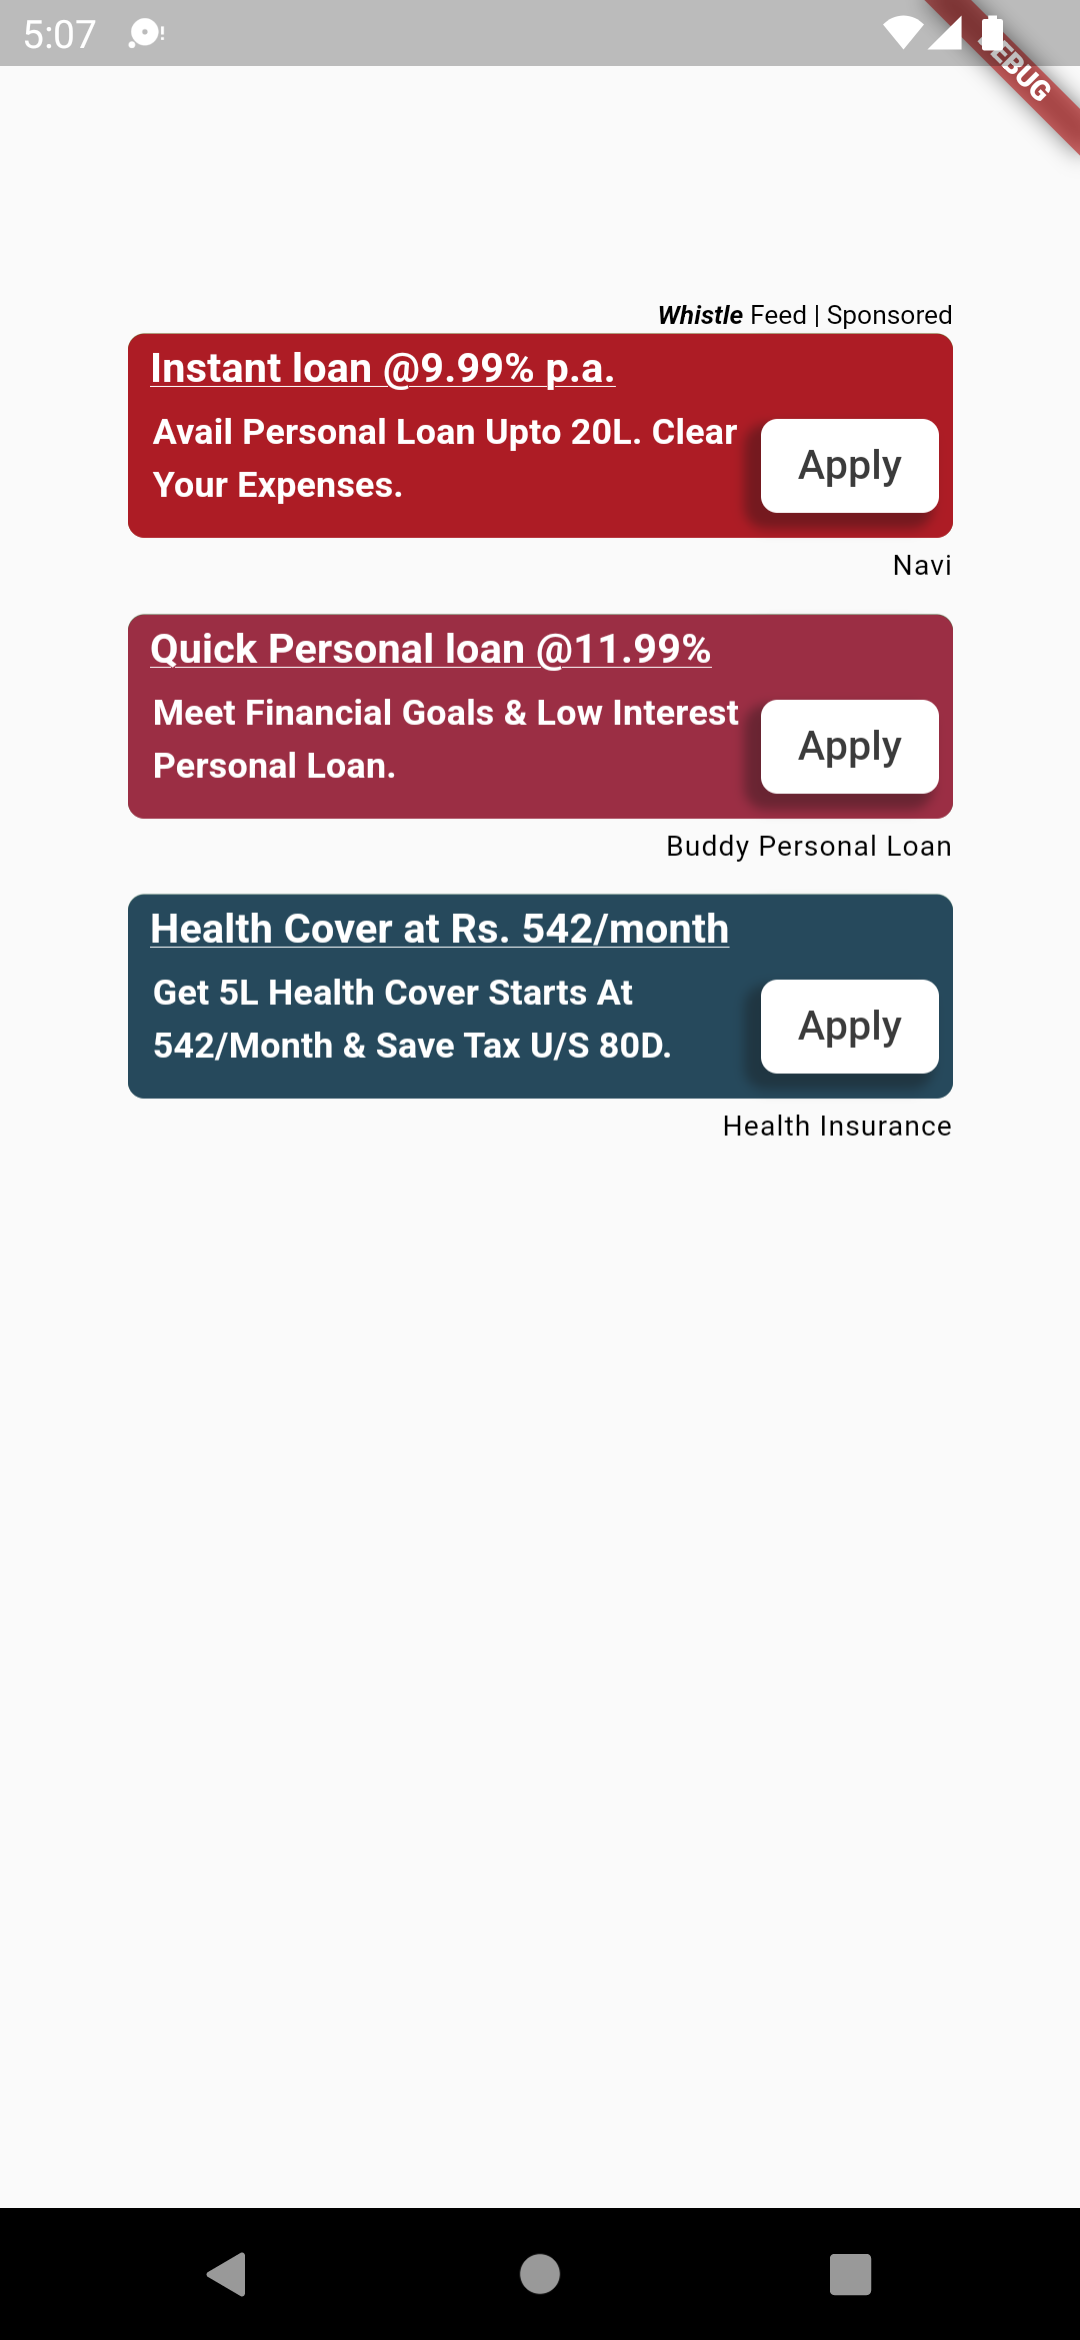 5:07
DEBUG
Whistle Feed | Sponsored
Instant loan @9.99% p.a.
Avail Personal Loan Upto 20L. Clear
Your Expenses.
Apply
Navi
Quick Personal loan @11.99%
Meet Financial Goals & Low Interest
Personal Loan.
Apply
Buddy Personal Loan
Health Cover at Rs. 542/month
Get 5L Health Cover Starts At
542/Month & Save Tax U/S 80D.
Apply
Health Insurance